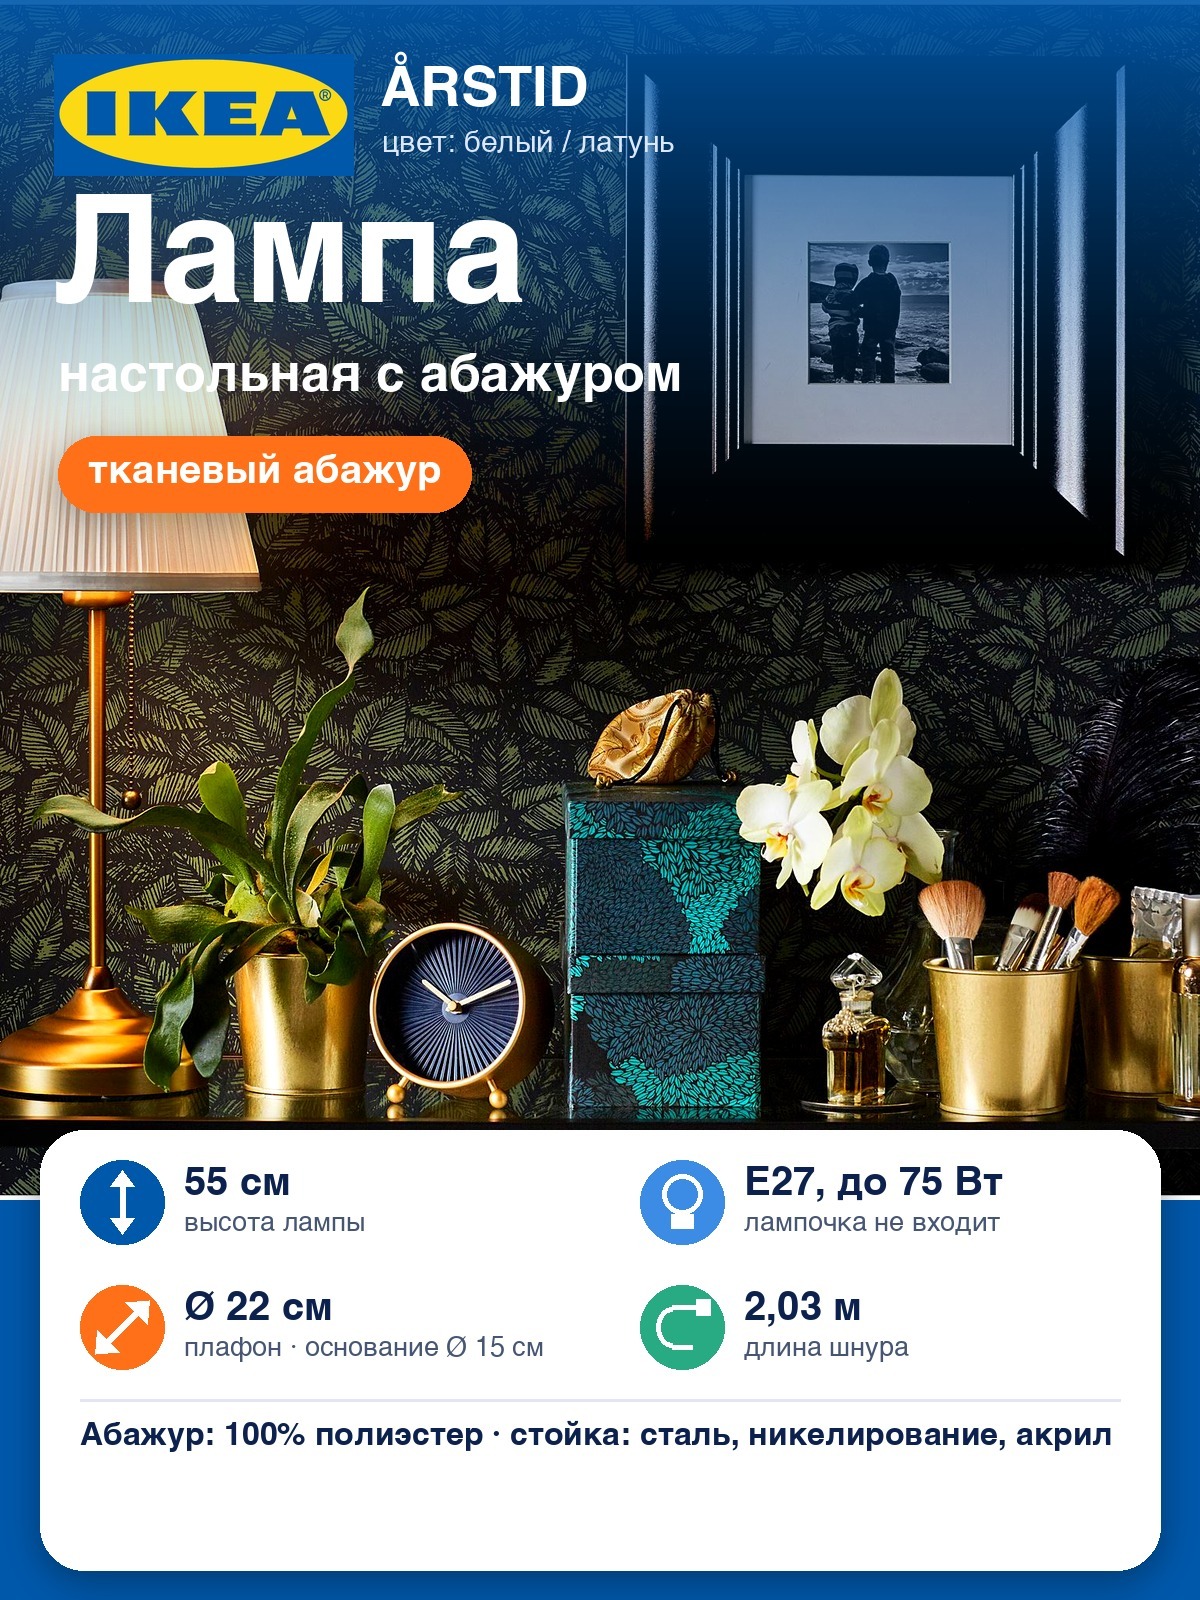 IKEA®
ÅRSTID
цвет: белый / латунь
Лампа
настольная с абажуром
тканевый абажур
55 см
высота лампы
E27, до 75 Вт
лампочка не входит
Ø 22 см
плафон · основание Ø 15 см
2,03 м
длина шнура
Абажур: 100% полиэстер · стойка: сталь, никелирование, акрил